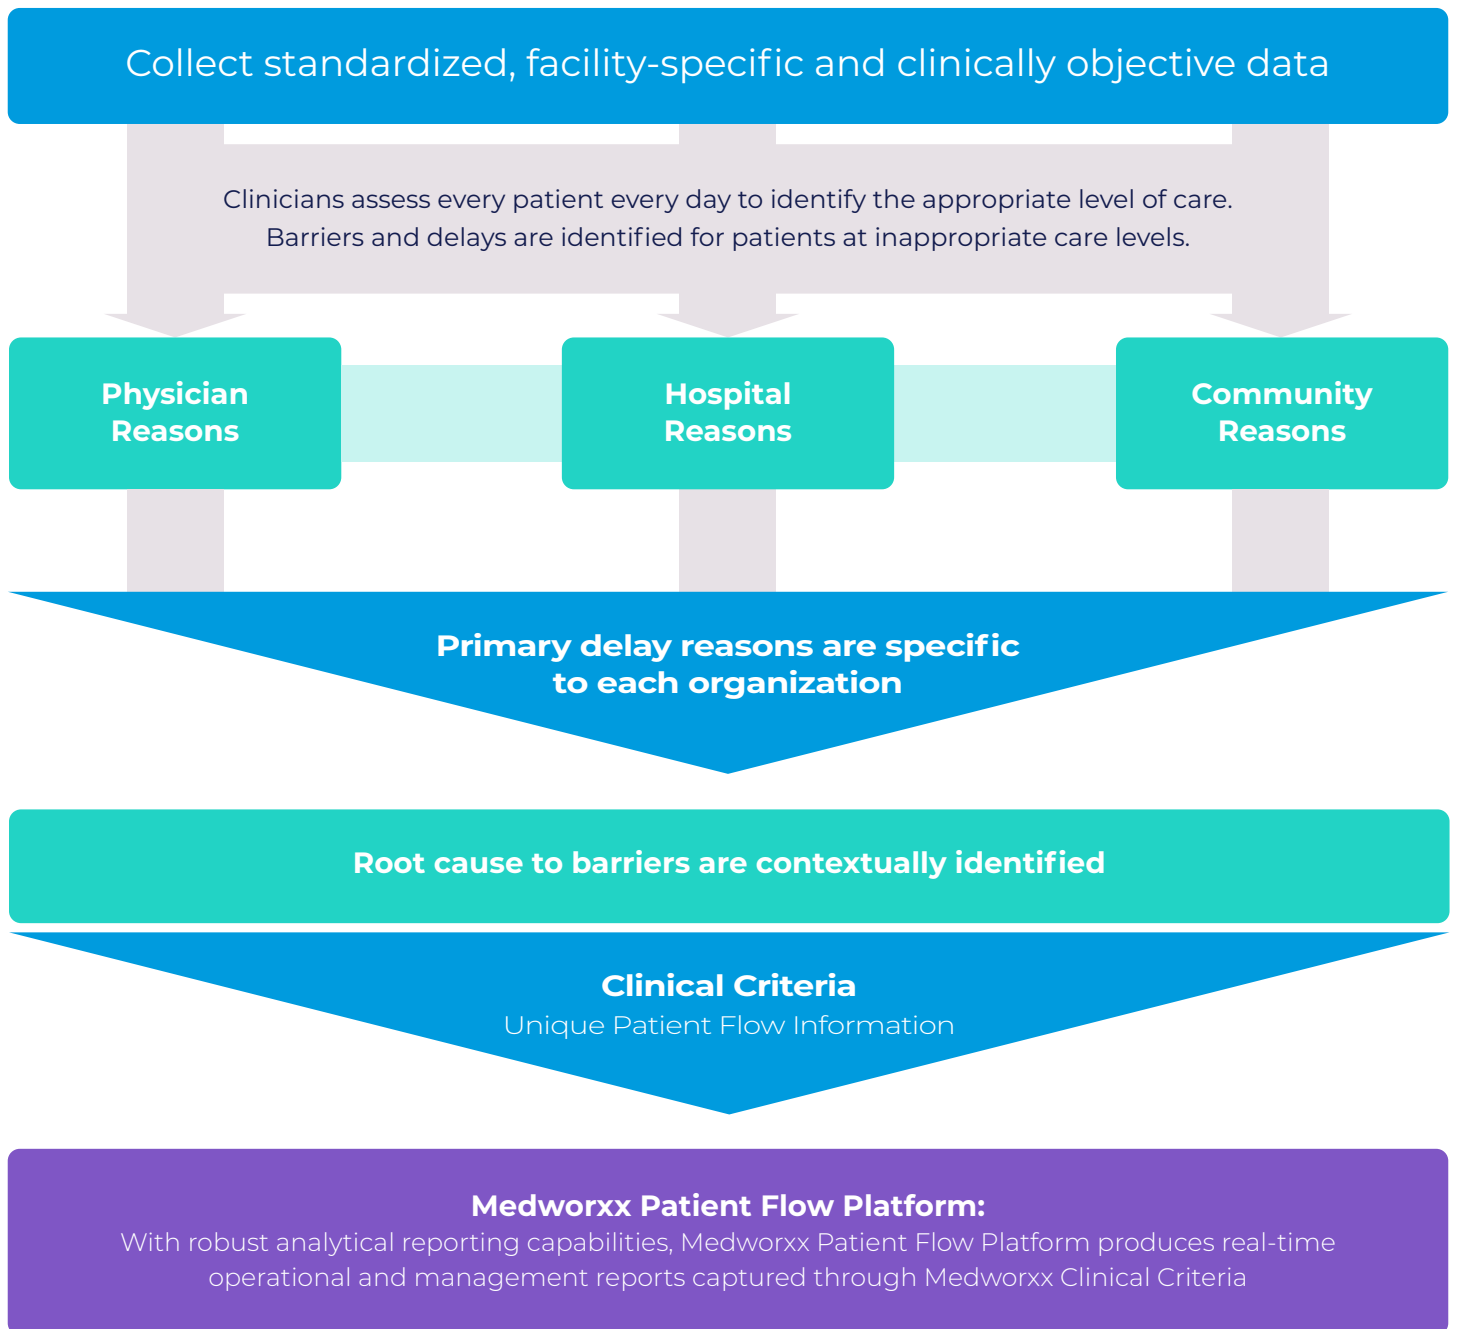 Collect standardized, facility-specific and clinically objective data
Clinicians assess every patient every day to identify the appropriate level of care.
Barriers and delays are identified for patients at inappropriate care levels.
Physician
Reasons
Hospital
Reasons
Community
Reasons
Primary delay reasons are specific
to each organization
Root cause to barriers are contextually identified
Clinical Criteria
Unique Patient Flow Information
Medworxx Patient Flow Platform:
With robust analytical reporting capabilities, Medworxx Patient Flow Platform produces real-time
operational and management reports captured through Medworxx Clinical Criteria